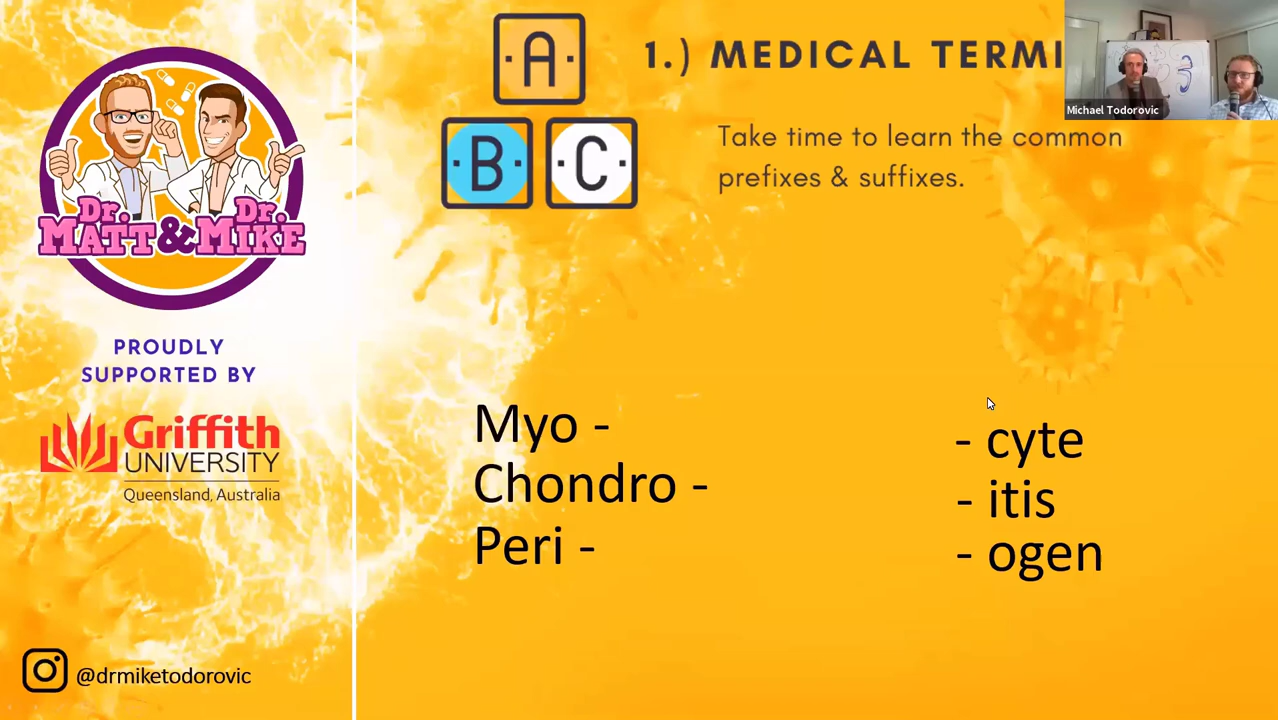 A
B
C
1.) MEDICAL TERMI
Michael Todorovic
Take time to learn the common
prefixes & suffixes.
Dr. Dr.
MATT & MIKE
PROUDLY
SUPPORTED BY
Griffith
UNIVERSITY
Queensland, Australia
Myo -
Chondro -
Peri -
- cyte
- itis
- ogen
@drmiketodorovic